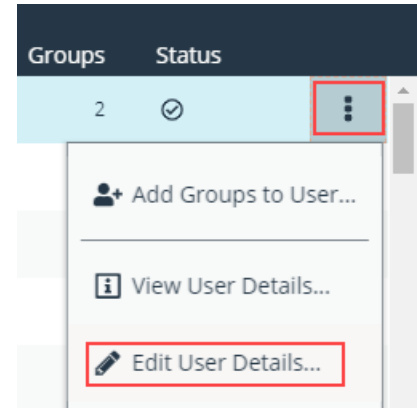 Groups Status
2
Add Groups to User...
View User Details...
Edit User Details...